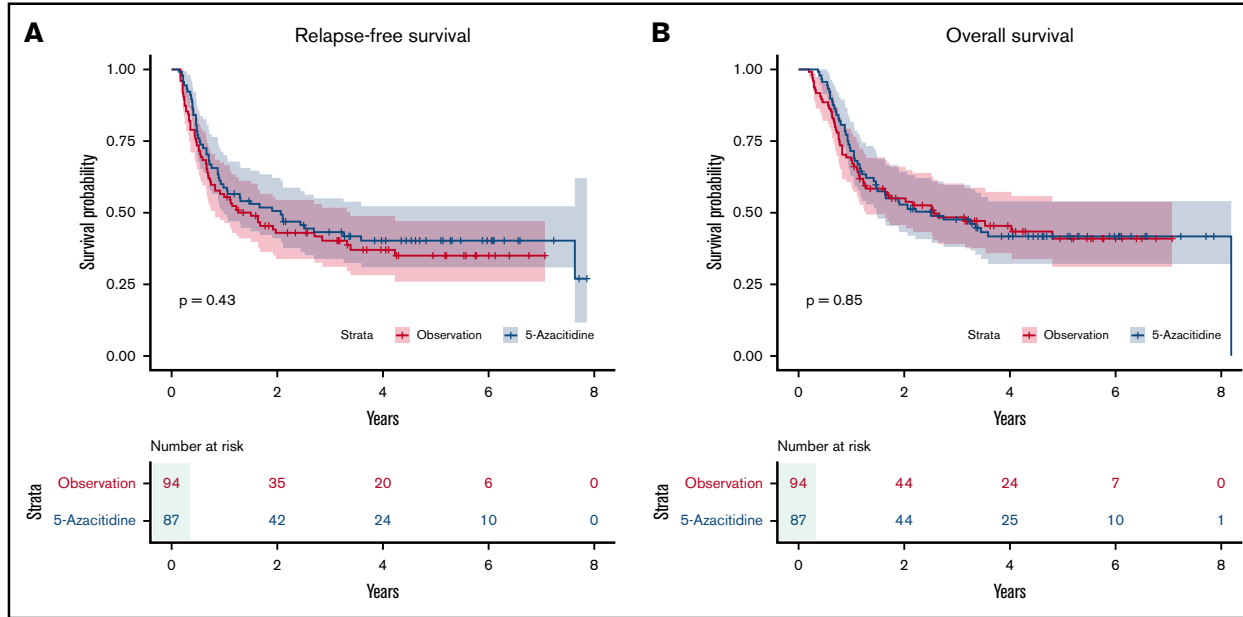 A
Relapse-free survival
Survival probability
1.00
0.75
0.50
0.25
0.00
p = 0.43
Strata Observation 5-Azacitidine
0 2 4 6 8
Years
Number at risk
Strata
Observation 94 35 20 6 0
5-Azacitidine 87 42 24 10 0
0 2 4 6 8
Years
B
Overall survival
Survival probability
1.00
0.75
0.50
0.25
0.00
p = 0.85
Strata Observation 5-Azacitidine
0 2 4 6 8
Years
Number at risk
Strata
Observation 94 44 24 7 0
5-Azacitidine 87 44 25 10 1
0 2 4 6 8
Years